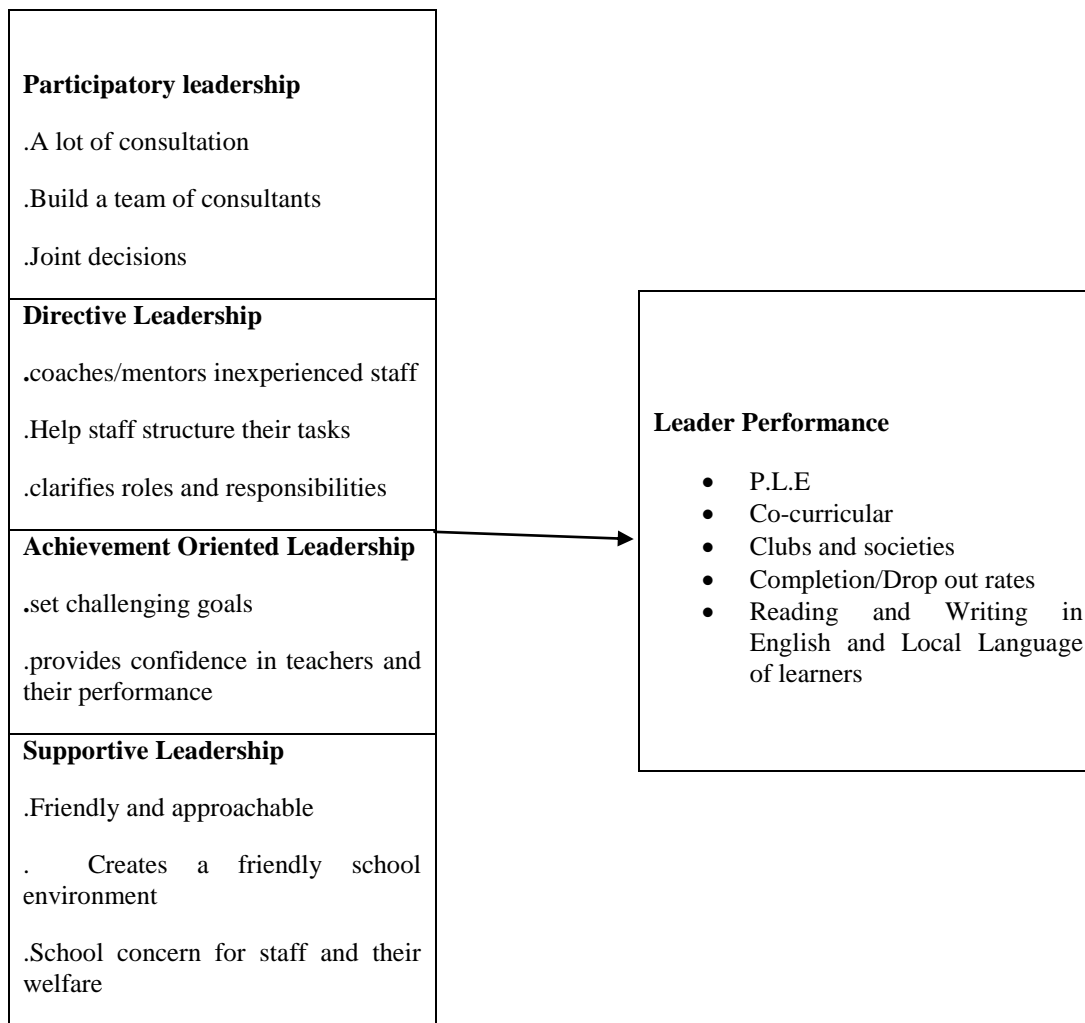 Participatory leadership
.A lot of consultation
.Build a team of consultants
.Joint decisions
Directive Leadership
.coaches/mentors inexperienced staff
.Help staff structure their tasks
.clarifies roles and responsibilities
Achievement Oriented Leadership
.set challenging goals
.provides confidence in teachers and
their performance
Supportive Leadership
.Friendly and approachable
. Creates a friendly school
environment
.School concern for staff and their
welfare
Leader Performance
• P.L.E
• Co-curricular
• Clubs and societies
• Completion/Drop out rates
• Reading and Writing in
English and Local Language
of learners